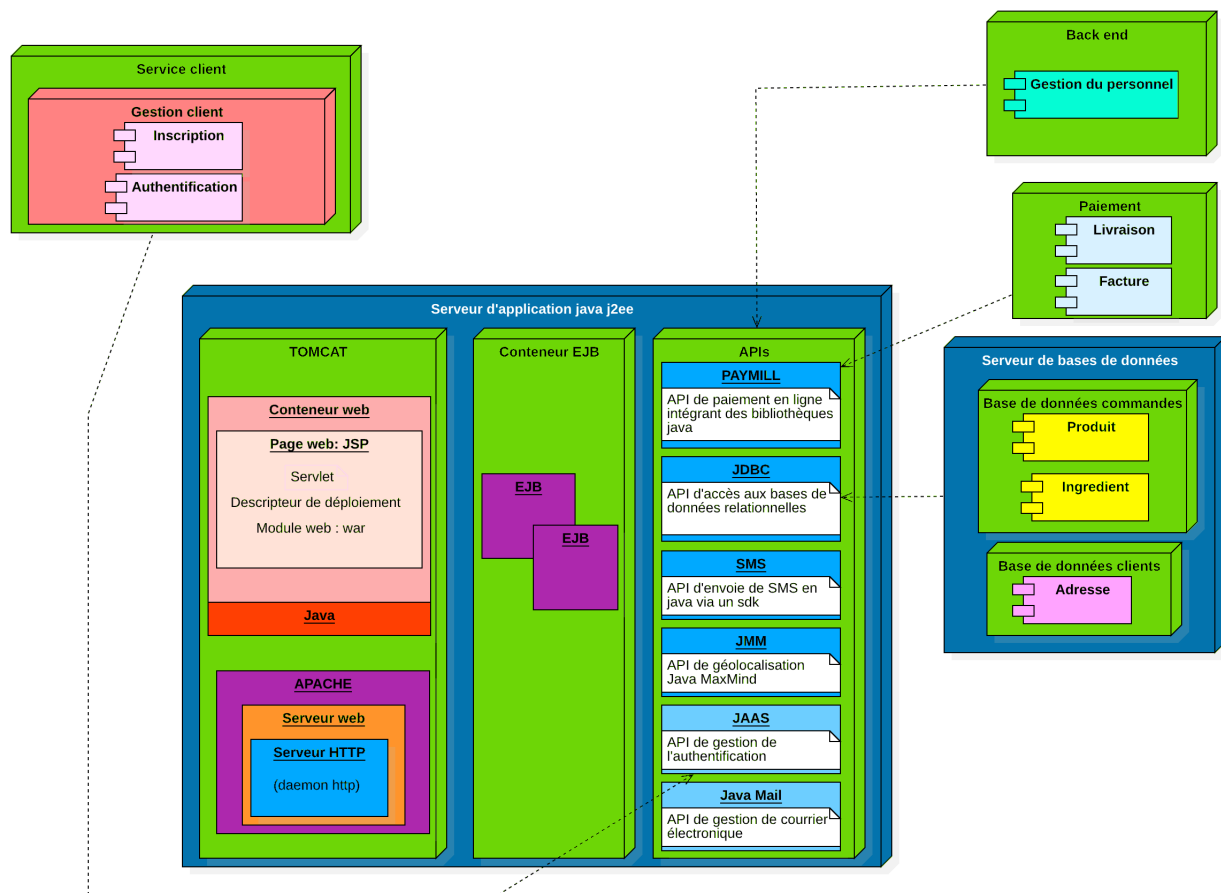 Service client
Gestion client
Inscription
Authentification
Back end
Gestion du personnel
Paiement
Livraison
Facture
Serveur d'application java j2ee
TOMCAT
Conteneur web
Page web: JSP
Servlet
Descripteur de déploiement
Module web : war
Java
APACHE
Serveur web
Serveur HTTP
(daemon http)
Conteneur EJB
EJB
EJB
APIs
PAYMILL
API de paiement en ligne
intégrant des bibliothèques
java
JDBC
API d'accès aux bases de
données relationnelles
SMS
API d'envoie de SMS en
java via un sdk
JMM
API de géolocalisation
Java MaxMind
JAAS
API de gestion de
l'authentification
Java Mail
API de gestion de courrier
électronique
Serveur de bases de données
Base de données commandes
Produit
Ingredient
Base de données clients
Adresse